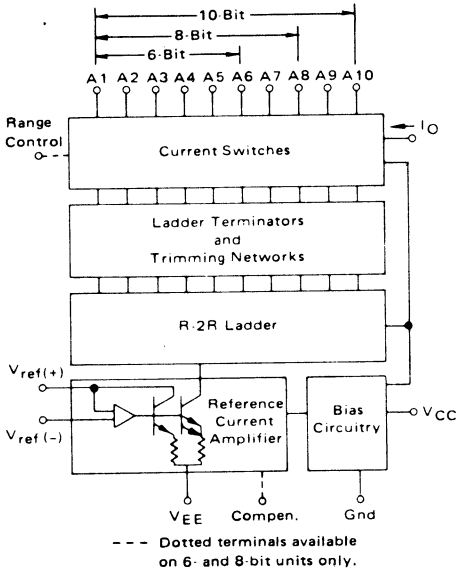 10-Bit
8-Bit
6-Bit
A1 A2 A3 A4 A5 A6 A7 A8 A9 A10
Range
Control
IO
Current Switches
Ladder Terminators
and
Trimming Networks
R-2R Ladder
Vref(+)
Vref(-)
Reference
Current
Amplifier
Bias
Circuitry
VCC
VEE
Compen.
Gnd
--- Dotted terminals available
on 6- and 8-bit units only.